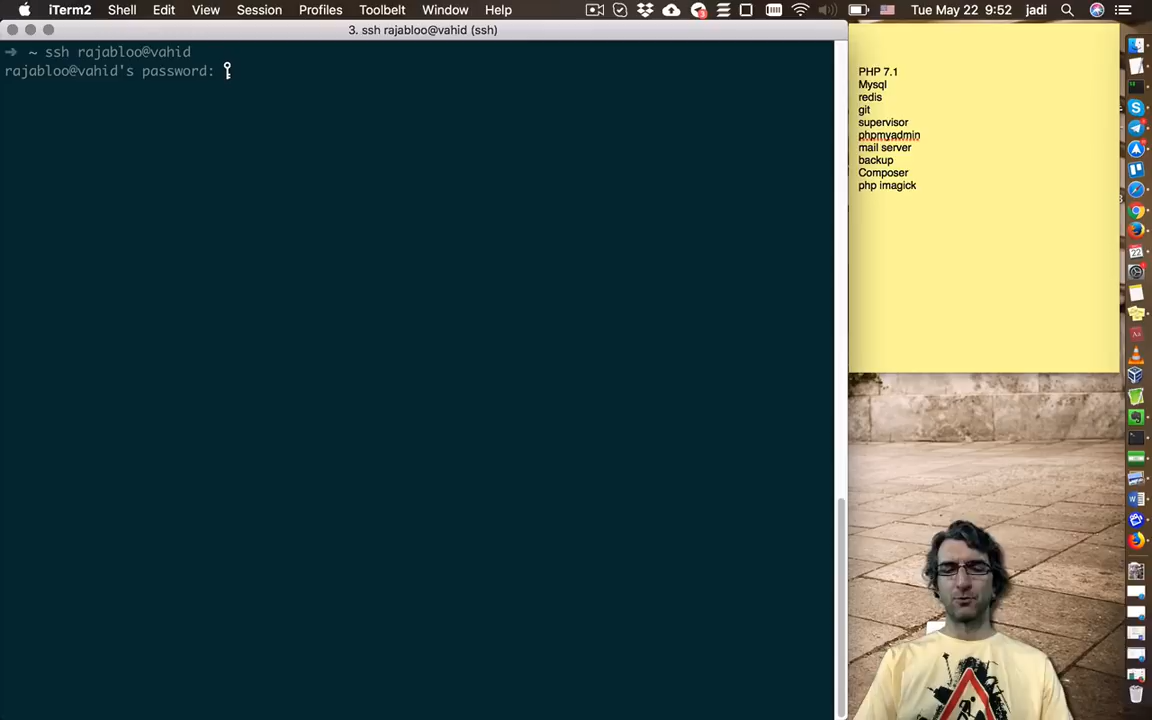 iTerm2 Shell Edit View Session Profiles Toolbelt Window Help 3 Tue May 22 9:52 jadi
3. ssh rajabloo@vahid (ssh)
➜ ~ ssh rajabloo@vahid
rajabloo@vahid's password:
PHP 7.1
Mysql
redis
git
supervisor
phpmyadmin
mail server
backup
Composer
php imagick
22